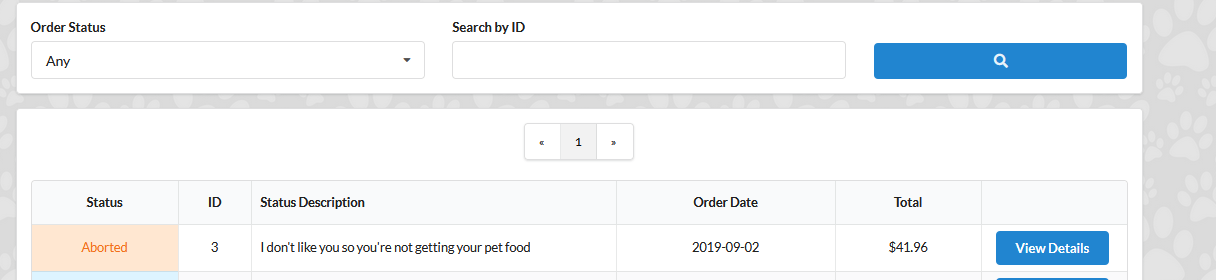 Order Status Search by ID
Any
« 1 »
Status ID Status Description Order Date Total
Aborted 3 I don't like you so you're not getting your pet food 2019-09-02 $41.96 View Details